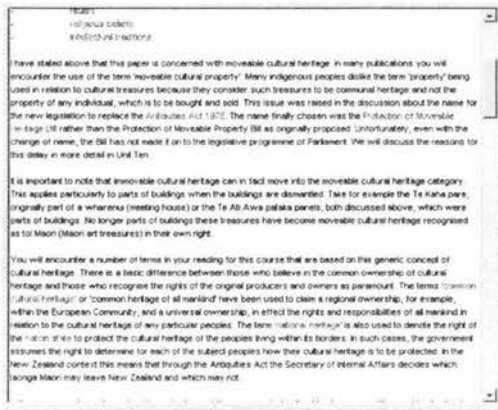 rituals
religious beliefs
intellectual traditions
I have stated above that this paper is concerned with moveable cultural heritage. In many publications you will
encounter the use of the term 'moveable cultural property'. Many indigenous peoples dislike the term 'property' being
used in relation to cultural treasures because they consider such treasures to be communal heritage and not the
property of any individual, which is to be bought and sold. This issue was raised in the discussion about the name for
the new legislation to replace the Antiquities Act 1975. The name finally chosen was the Protection of Moveable
Heritage Bill rather than the Protection of Moveable Property Bill as originally proposed. Unfortunately, even with the
change of name, the Bill has not made it on to the legislative programme of Parliament. We will discuss the reasons for
this delay in more detail in Unit Ten.
It is important to note that immovable cultural heritage can in fact move into the moveable cultural heritage category.
This applies particularly to parts of buildings when the buildings are dismantled. Take for example the Te Kaha pare,
originally part of a wharenui (meeting house) or the Te Ati Awa pataka panels, both discussed above, which were
parts of buildings. No longer parts of buildings these treasures have become moveable cultural heritage recognised
as toi Maori (Maori art treasures) in their own right.
You will encounter a number of terms in your reading for this course that are based on this generic concept of
cultural heritage. There is a basic difference between those who believe in the common ownership of cultural
heritage and those who recognise the rights of the original producers and owners as paramount. The terms 'common
cultural heritage' or 'common heritage of all mankind' have been used to claim a regional ownership, for example,
within the European Community, and a universal ownership, in effect the rights and responsibilities of all mankind in
relation to the cultural heritage of any particular peoples. The term 'national heritage' is also used to denote the right of
the nation state to protect the cultural heritage of the peoples living within its borders. In such cases, the government
assumes the right to determine for each of the subject peoples how their cultural heritage is to be protected. In the
New Zealand context this means that through the Antiquities Act the Secretary of Internal Affairs decides which
taonga Maori may leave New Zealand and which may not.